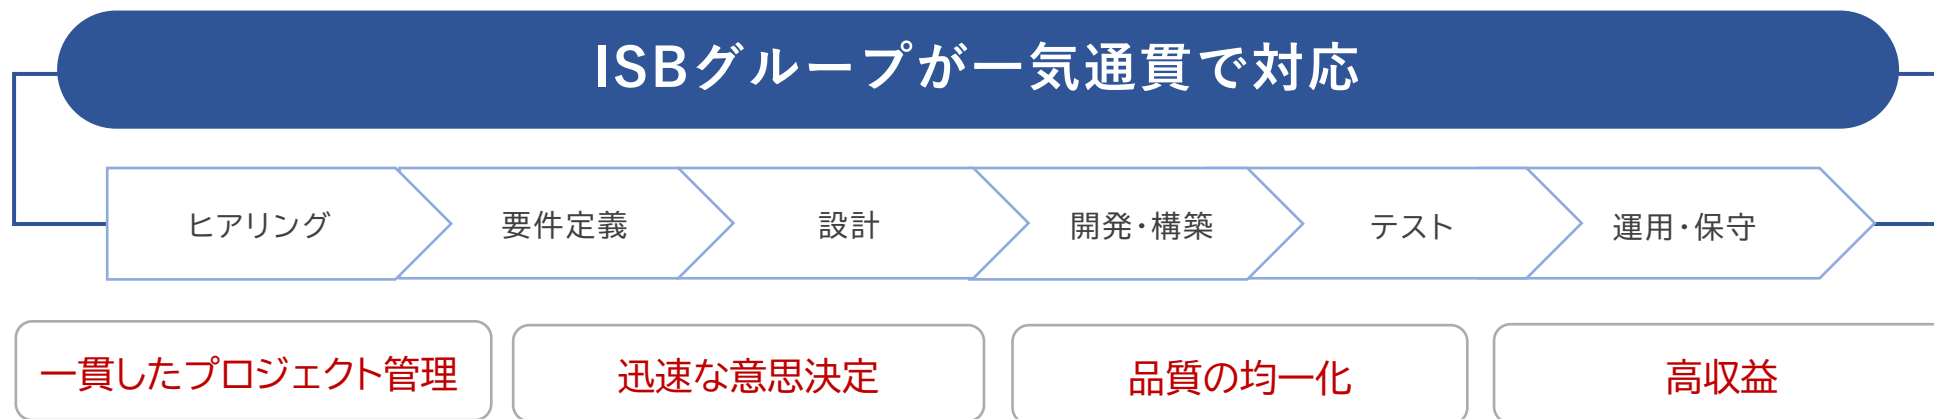 ISBグループが一気通貫で対応
ヒアリング
要件定義
設計
開発・構築
テスト
運用・保守
一貫したプロジェクト管理
迅速な意思決定
品質の均一化
高収益